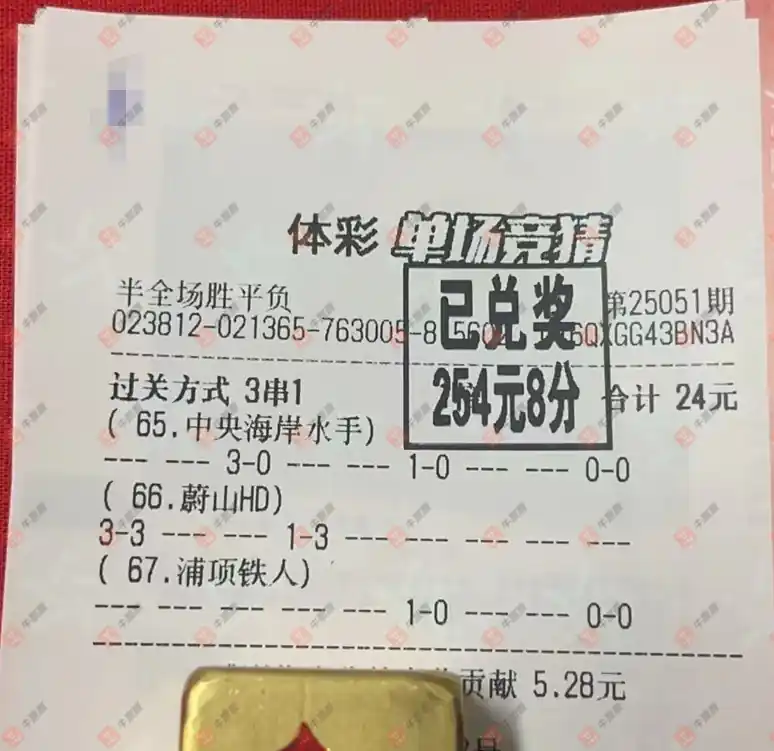 体彩 单场竞猜
半全场胜平负 第25051期
023812-021365-763005-8 560 6QXGG43BN3A
已兑奖
254元8分
过关方式 3串1 合计 24元
( 65.中央海岸水手)
--- --- 3-0 --- --- 1-0 --- --- 0-0
( 66.蔚山HD)
3-3 --- --- 1-3 --- --- --- --- ---
( 67.浦项铁人)
--- --- --- --- --- 1-0 --- --- 0-0
贡献 5.28元